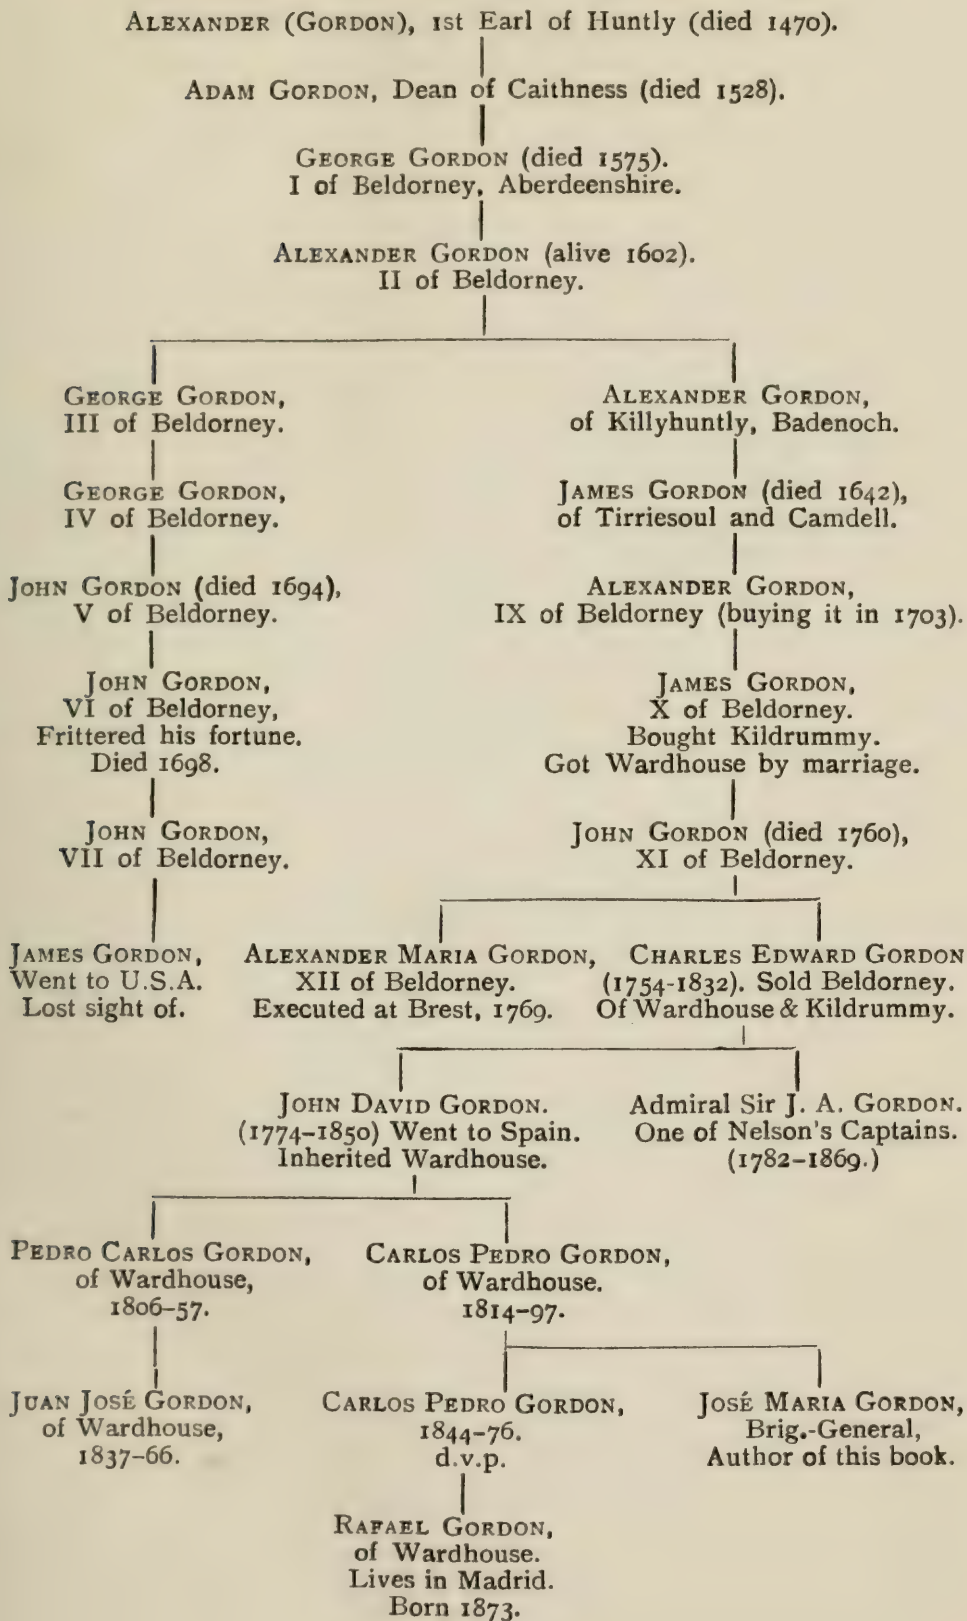 ALEXANDER (GORDON), 1st Earl of Huntly (died 1470).
ADAM GORDON, Dean of Caithness (died 1528).
GEORGE GORDON (died 1575).
I of Beldorney, Aberdeenshire.
ALEXANDER GORDON (alive 1602).
II of Beldorney.
GEORGE GORDON,
III of Beldorney.
ALEXANDER GORDON,
of Killyhuntly, Badenoch.
GEORGE GORDON,
IV of Beldorney.
JAMES GORDON (died 1642),
of Tirriesoul and Camdell.
JOHN GORDON (died 1694),
V of Beldorney.
ALEXANDER GORDON,
IX of Beldorney (buying it in 1703).
JOHN GORDON,
VI of Beldorney,
Frittered his fortune.
Died 1698.
JAMES GORDON,
X of Beldorney.
Bought Kildrummy.
Got Wardhouse by marriage.
JOHN GORDON,
VII of Beldorney.
JOHN GORDON (died 1760),
XI of Beldorney.
JAMES GORDON,
Went to U.S.A.
Lost sight of.
ALEXANDER MARIA GORDON,
XII of Beldorney.
Executed at Brest, 1769.
CHARLES EDWARD GORDON
(1754-1832). Sold Beldorney.
Of Wardhouse & Kildrummy.
JOHN DAVID GORDON.
(1774-1850) Went to Spain.
Inherited Wardhouse.
Admiral Sir J. A. GORDON.
One of Nelson's Captains.
(1782-1869.)
PEDRO CARLOS GORDON,
of Wardhouse,
1806-57.
CARLOS PEDRO GORDON,
of Wardhouse.
1814-97.
JUAN JOSÉ GORDON,
of Wardhouse,
1837-66.
CARLOS PEDRO GORDON,
1844-76.
d.v.p.
JOSÉ MARIA GORDON,
Brig.-General,
Author of this book.
RAFAEL GORDON,
of Wardhouse.
Lives in Madrid.
Born 1873.